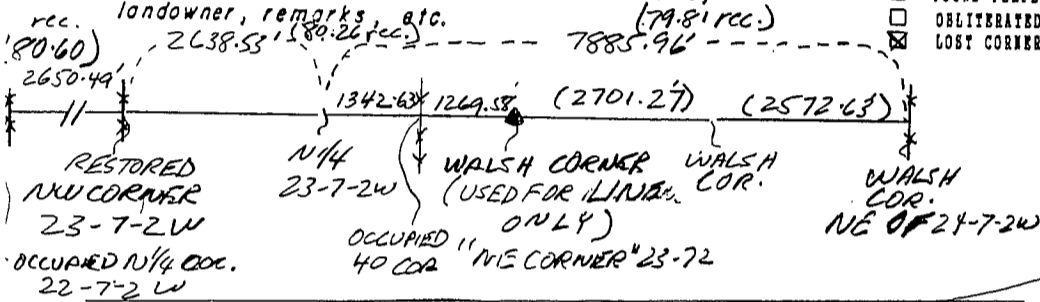 rec. landowner, remarks, etc. (79.81 rec.)
OBLITERATED
LOST CORNER
80.60) 2638.53' (80.26 rec.) 7885.96'
2650.49'
1342.63' 1269.58' (2701.27') (2572.63')
RESTORED
NW CORNER
23-7-2W
N1/4
23-7-2W
WALSH CORNER
(USED FOR LINE
ONLY)
"NE CORNER" 23-72
WALSH
COR.
WALSH
COR.
NE OF 24-7-2W
OCCUPIED
40 COR
OCCUPIED N1/4 COR.
22-7-2W